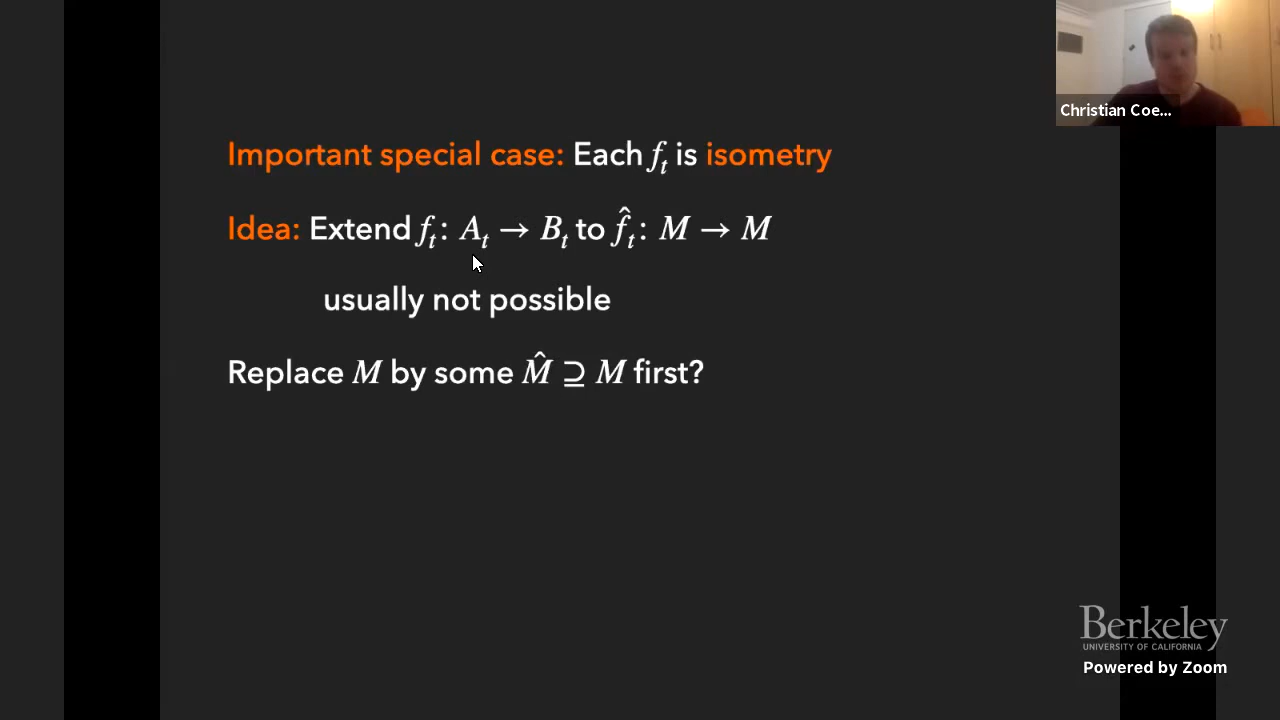 Christian Coe...
Important special case: Each fₜ is isometry
Idea: Extend fₜ: Aₜ → Bₜ to f̂ₜ: M → M
usually not possible
Replace M by some M̂ ⊇ M first?
Berkeley
UNIVERSITY OF CALIFORNIA
Powered by Zoom